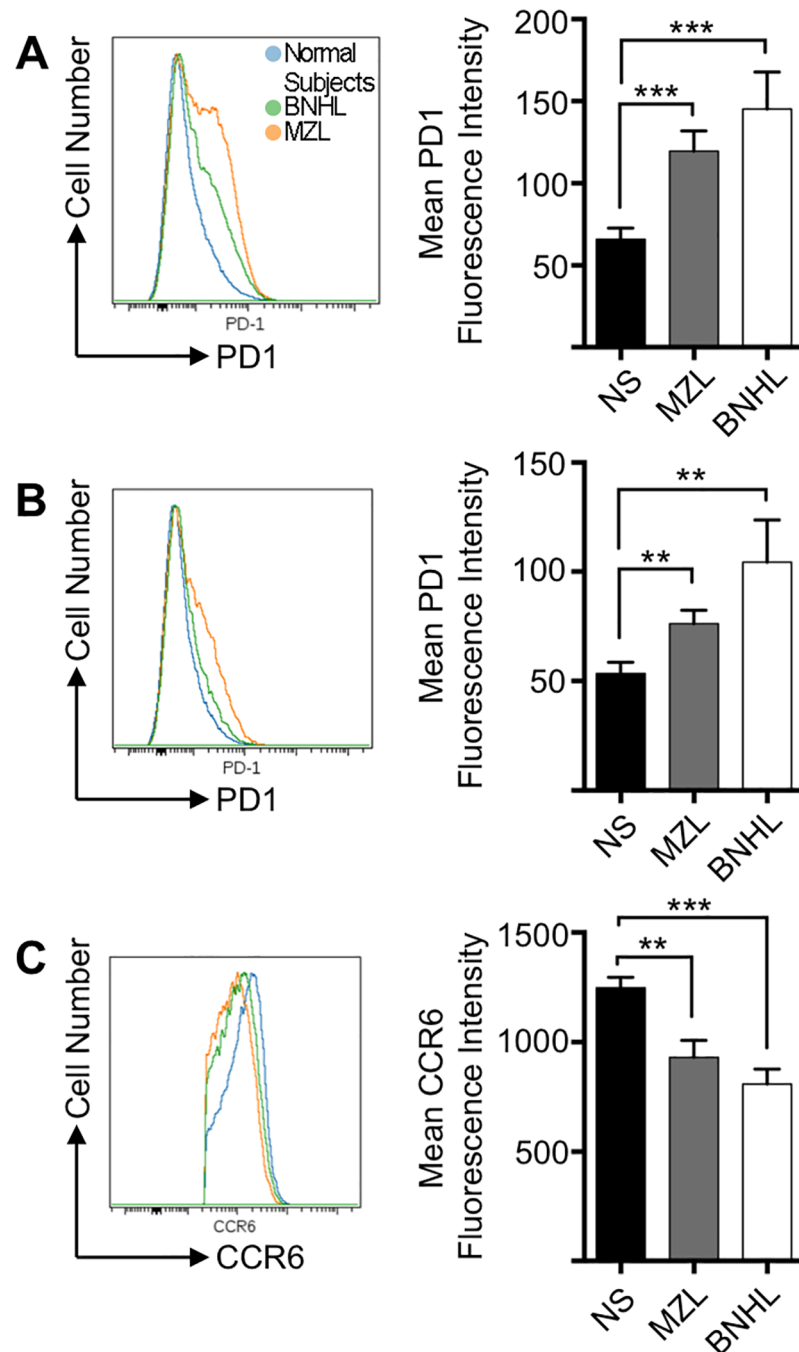 A
Cell Number
Normal
Subjects
BNHL
MZL
PD-1
PD1
Mean PD1
Fluorescence Intensity
200
150
100
50
***
***
NS
MZL
BNHL
B
Cell Number
PD-1
PD1
Mean PD1
Fluorescence Intensity
150
100
50
**
**
NS
MZL
BNHL
C
Cell Number
CCR6
CCR6
Mean CCR6
Fluorescence Intensity
1500
1000
500
***
**
NS
MZL
BNHL